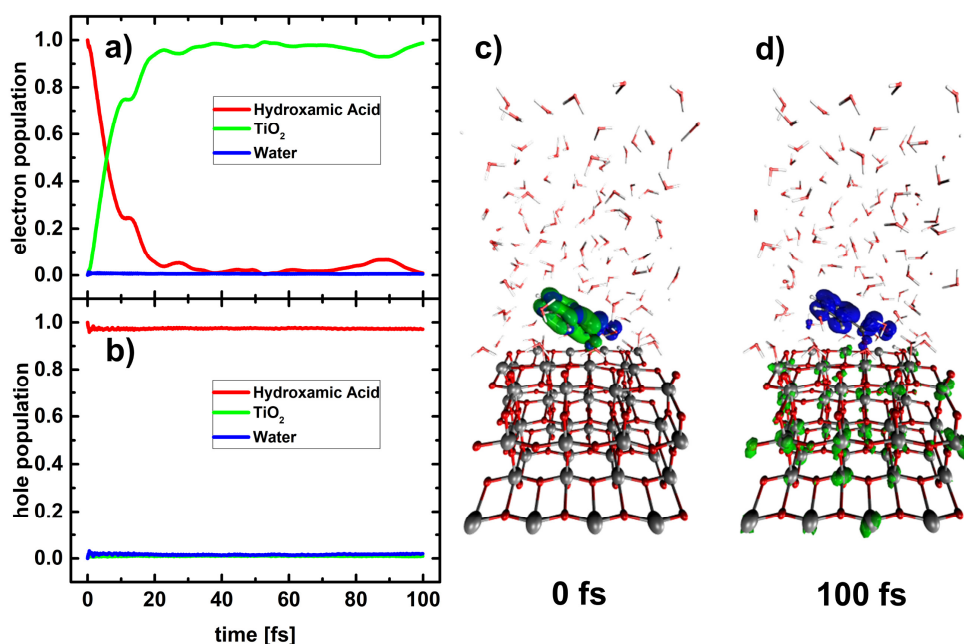 a)
electron population
1.0
0.8
0.6
0.4
0.2
0.0
Hydroxamic Acid
TiO₂
Water
b)
hole population
1.0
0.8
0.6
0.4
0.2
0.0
Hydroxamic Acid
TiO₂
Water
0 20 40 60 80 100
time [fs]
c)
0 fs
d)
100 fs